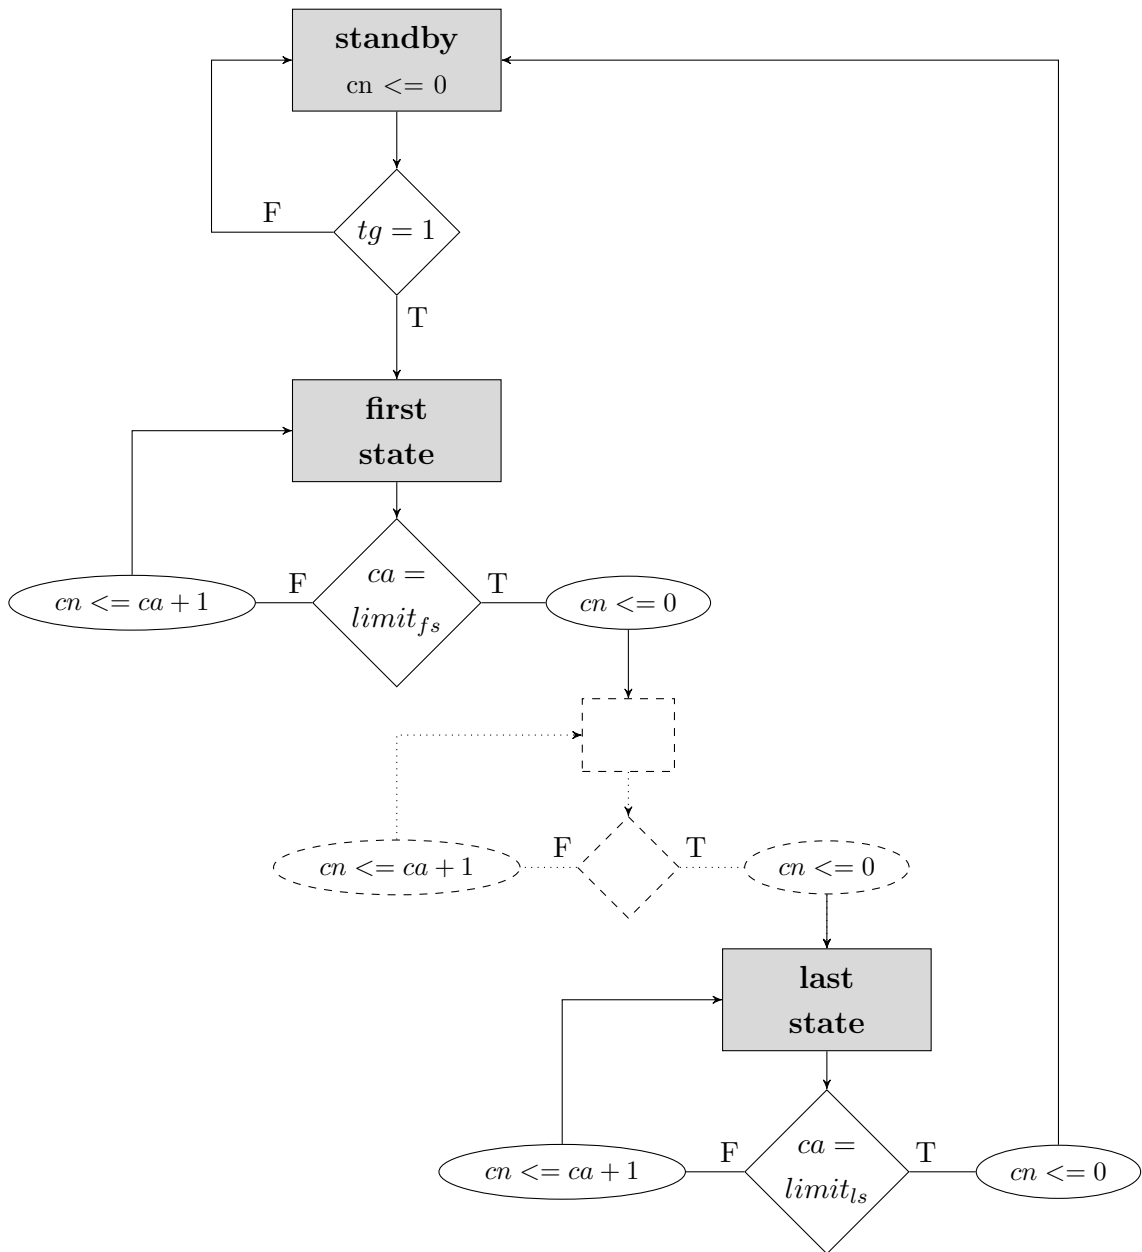 standby
cn <= 0
F
tg = 1
T
first
state
F
ca =
T
cn <= ca + 1
limit_fs
cn <= 0
F
T
cn <= ca + 1
cn <= 0
last
state
F
ca =
T
cn <= ca + 1
limit_ls
cn <= 0